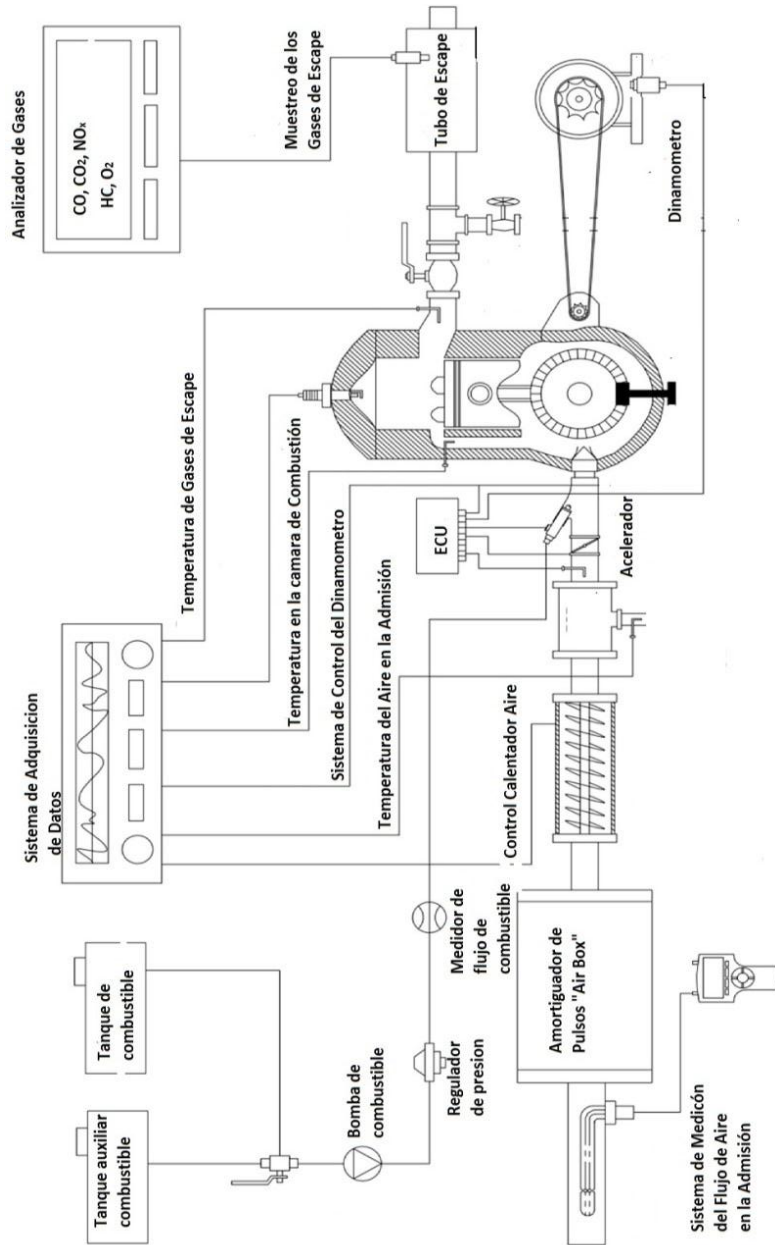 Tanque auxiliar
combustible
Tanque de
combustible
Sistema de Adquisicion
de Datos
Analizador de Gases
CO, CO₂, NOₓ
HC, O₂
Temperatura de Gases de Escape
Muestreo de los
Gases de Escape
Temperatura en la camara de Combustión
Tubo de Escape
Bomba de
combustible
Sistema de Control del Dinamometro
Temperatura del Aire en la Admisión
ECU
Regulador
de presion
Medidor de
flujo de
combustible
Control Calentador Aire
Acelerador
Dinamometro
Amortiguador de
Pulsos "Air Box"
Sistema de Medicón
del Flujo de Aire
en la Admisión